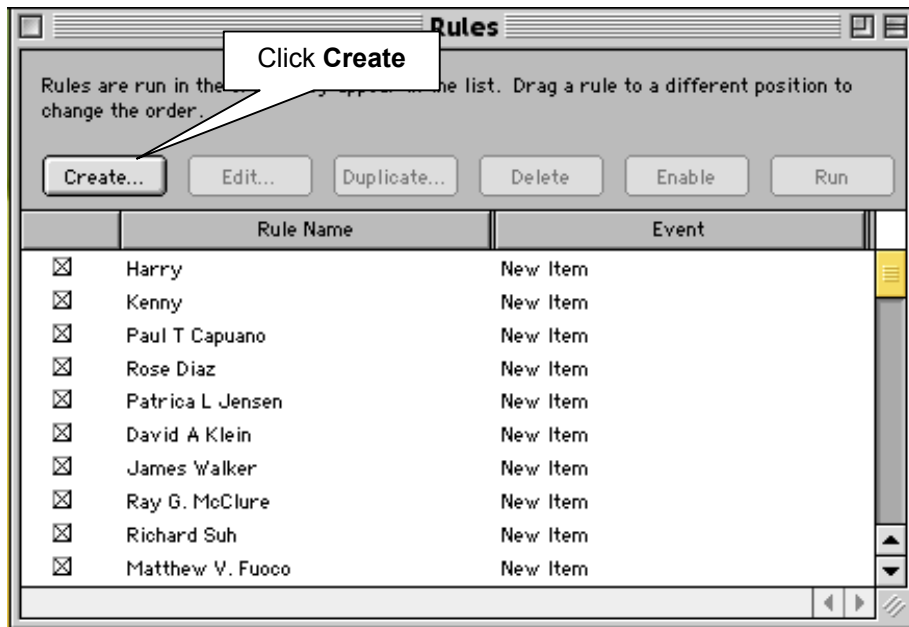 Rules
Click Create
Rules are run in the list. Drag a rule to a different position to
change the order.
Create... Edit... Duplicate... Delete Enable Run
Rule Name Event
Harry New Item
Kenny New Item
Paul T Capuano New Item
Rose Diaz New Item
Patrica L Jensen New Item
David A Klein New Item
James Walker New Item
Ray G. McClure New Item
Richard Suh New Item
Matthew V. Fuoco New Item